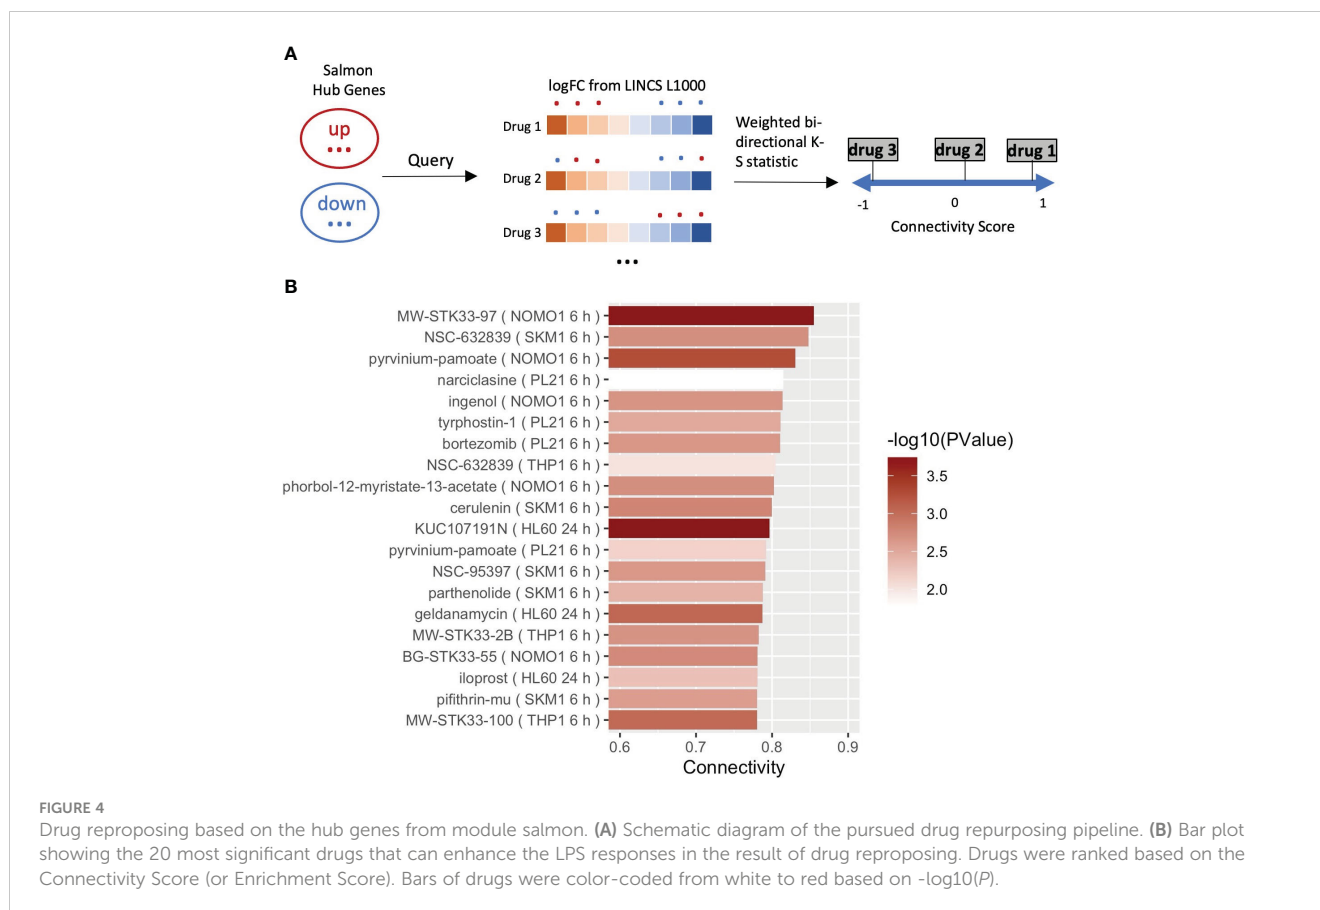 A
Salmon
Hub Genes
up
...
down
...
Query
logFC from LINCS L1000
Drug 1
Drug 2
Drug 3
...
Weighted bi-
directional K-
S statistic
drug 3
drug 2
drug 1
-1
0
1
Connectivity Score
B
MW-STK33-97 ( NOMO1 6 h )
NSC-632839 ( SKM1 6 h )
pyrvinium-pamoate ( NOMO1 6 h )
narciclasine ( PL21 6 h )
ingenol ( NOMO1 6 h )
tyrphostin-1 ( PL21 6 h )
bortezomib ( PL21 6 h )
NSC-632839 ( THP1 6 h )
phorbol-12-myristate-13-acetate ( NOMO1 6 h )
cerulenin ( SKM1 6 h )
KUC107191N ( HL60 24 h )
pyrvinium-pamoate ( PL21 6 h )
NSC-95397 ( SKM1 6 h )
parthenolide ( SKM1 6 h )
geldanamycin ( HL60 24 h )
MW-STK33-2B ( THP1 6 h )
BG-STK33-55 ( NOMO1 6 h )
iloprost ( HL60 24 h )
pifithrin-mu ( SKM1 6 h )
MW-STK33-100 ( THP1 6 h )
0.6
0.7
0.8
0.9
Connectivity
-log10(PValue)
3.5
3.0
2.5
2.0
FIGURE 4
Drug reproposing based on the hub genes from module salmon. (A) Schematic diagram of the pursued drug repurposing pipeline. (B) Bar plot
showing the 20 most significant drugs that can enhance the LPS responses in the result of drug reproposing. Drugs were ranked based on the
Connectivity Score (or Enrichment Score). Bars of drugs were color-coded from white to red based on -log10(P).